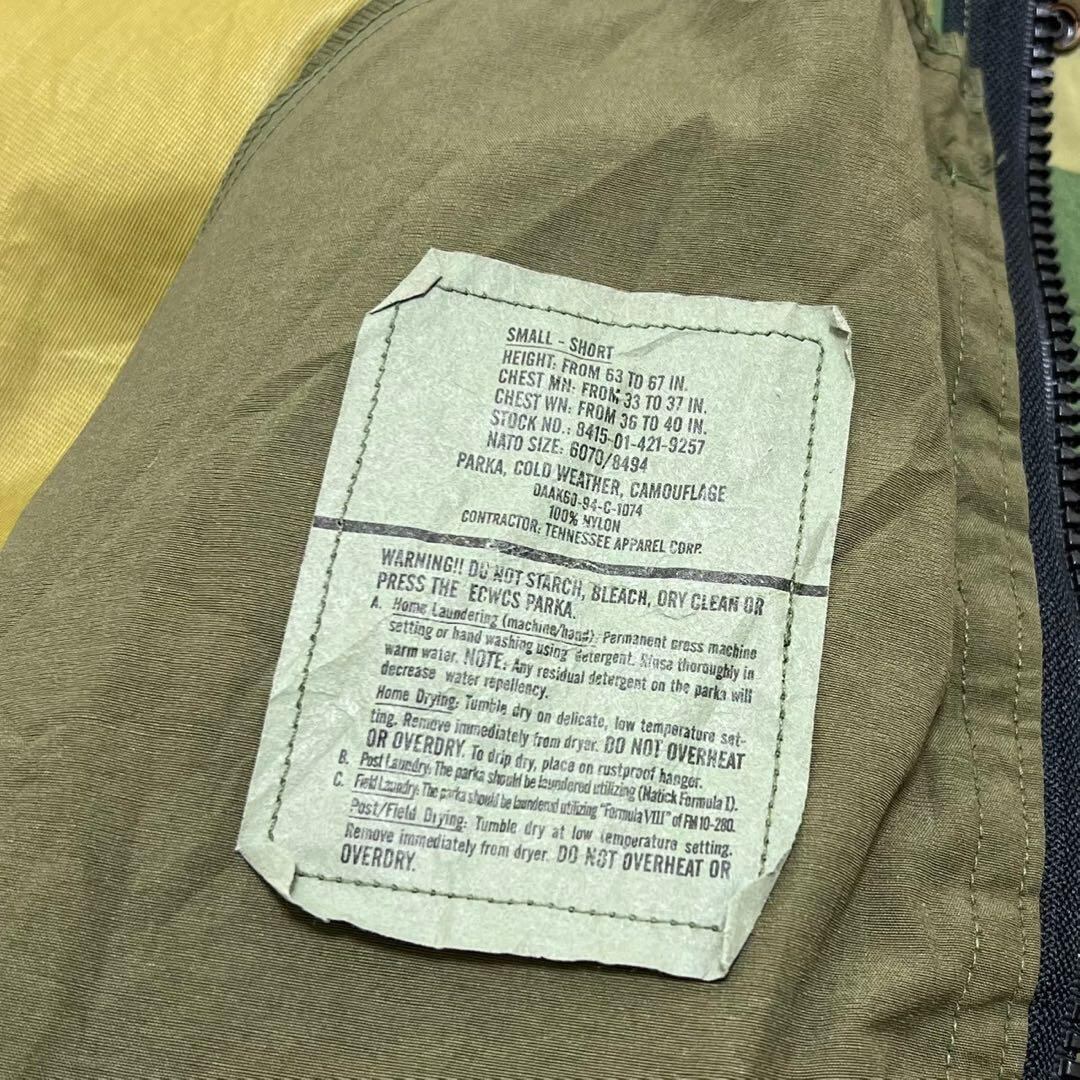 SMALL - SHORT
HEIGHT: FROM 63 TO 67 IN.
CHEST MN: FROM 33 TO 37 IN.
CHEST WN: FROM 36 TO 40 IN.
STOCK NO.: 8415-01-421-9257
NATO SIZE: 6070/8494
PARKA, COLD WEATHER, CAMOUFLAGE
DAAK60-94-C-1074
100% NYLON
CONTRACTOR: TENNESSEE APPAREL CORP.
WARNING!! DO NOT STARCH, BLEACH, DRY CLEAN OR
PRESS THE ECWCS PARKA.
A. Home Laundering (machine/hand): Permanent press machine
setting or hand washing using detergent. Rinse thoroughly in
warm water. NOTE: Any residual detergent on the parka will
decrease water repellency.
Home Drying: Tumble dry on delicate, low temperature set-
ting. Remove immediately from dryer. DO NOT OVERHEAT
OR OVERDRY. To drip dry, place on rustproof hanger.
B. Post Laundry: The parka should be laundered utilizing (Natick Formula I).
C. Field Laundry: The parka should be laundered utilizing "Formula VIII" of FM 10-280.
Post/Field Drying: Tumble dry at low temperature setting.
Remove immediately from dryer. DO NOT OVERHEAT OR
OVERDRY.